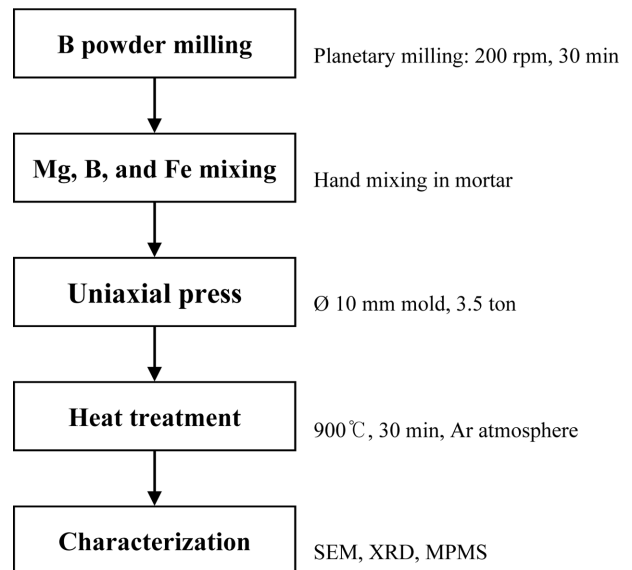 B powder milling
Planetary milling: 200 rpm, 30 min
Mg, B, and Fe mixing
Hand mixing in mortar
Uniaxial press
Ø 10 mm mold, 3.5 ton
Heat treatment
900℃, 30 min, Ar atmosphere
Characterization
SEM, XRD, MPMS